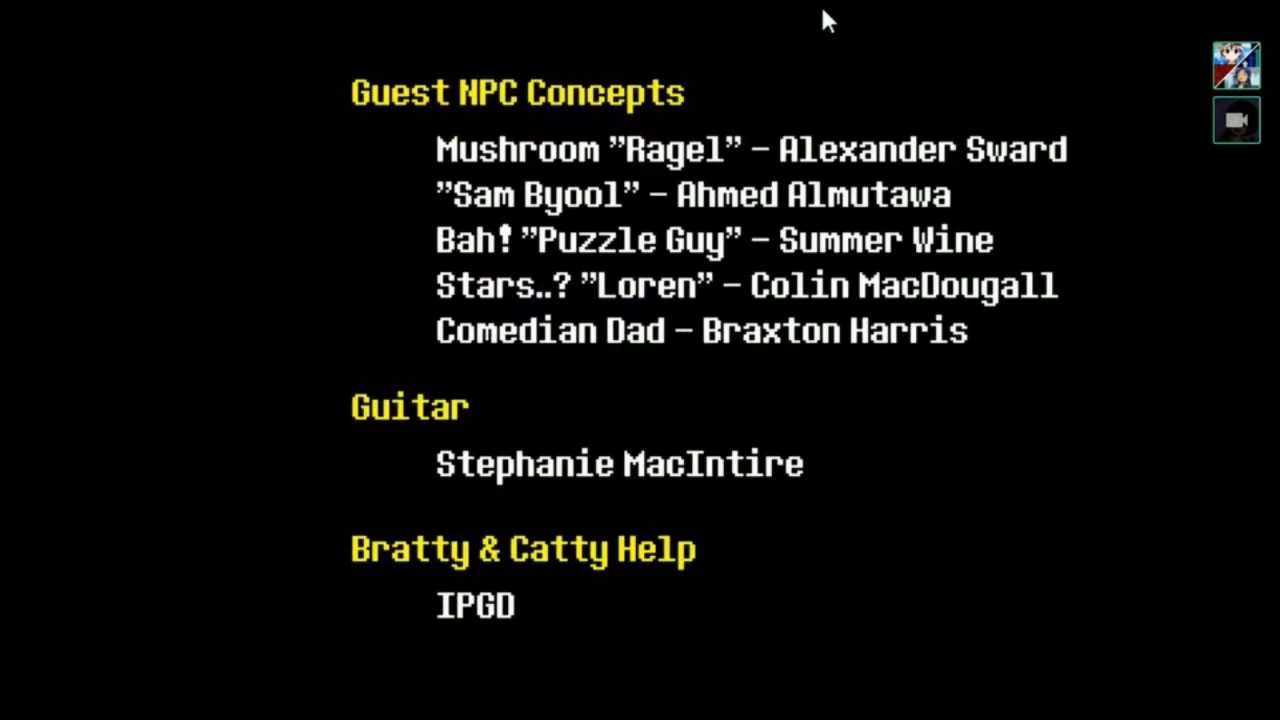 Guest NPC Concepts
Mushroom "Ragel" - Alexander Sward
"Sam Byool" - Ahmed Almutawa
Bah! "Puzzle Guy" - Summer Wine
Stars..? "Loren" - Colin MacDougall
Comedian Dad - Braxton Harris
Guitar
Stephanie MacIntire
Bratty & Catty Help
IPGD